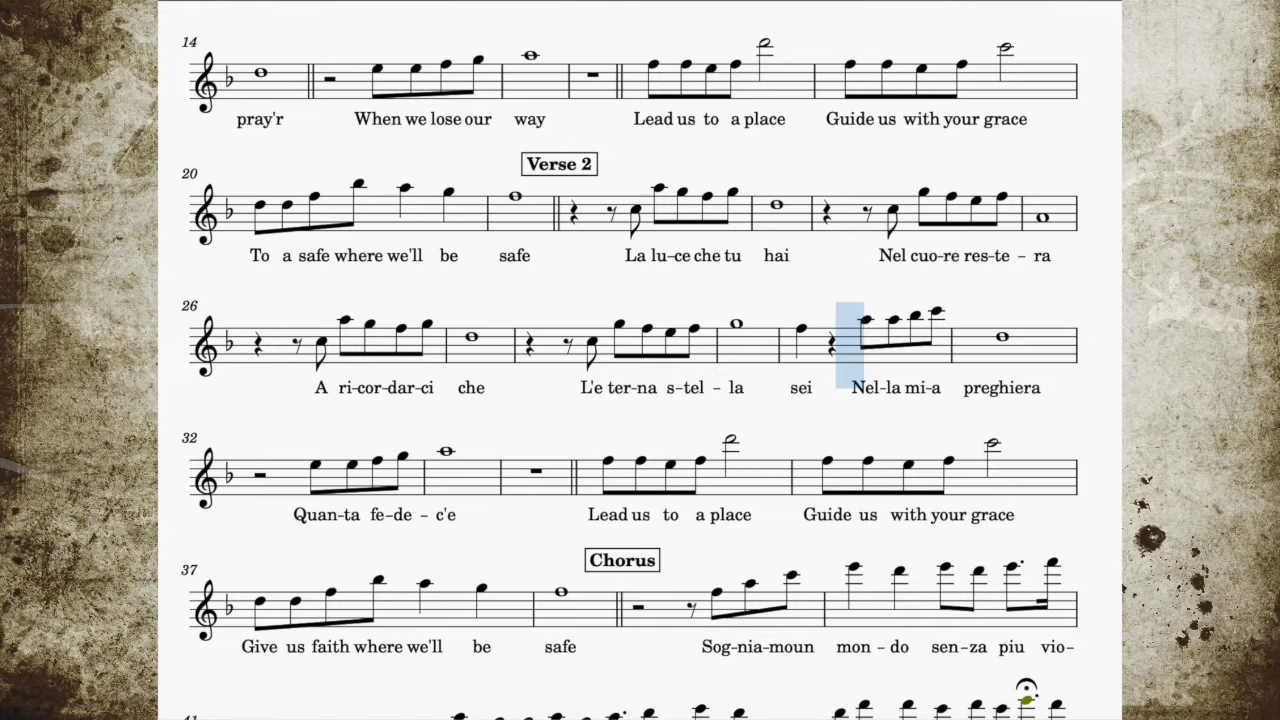 14
pray'r When we lose our way Lead us to a place Guide us with your grace
Verse 2
20
To a safe where we'll be safe La lu-ce che tu hai Nel cuo-re res-te - ra
26
A ri-cor-dar-ci che L'e ter-na s-tel - la sei Nel-la mi-a preghiera
32
Quan-ta fe-de - c'e Lead us to a place Guide us with your grace
Chorus
37
Give us faith where we'll be safe Sog-nia-moun mon - do sen-za piu vio-